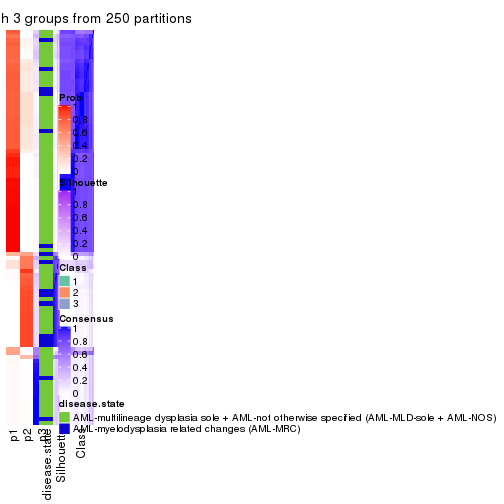 h 3 groups from 250 partitions
Prob
1
0.8
0.6
0.4
0.2
0
Silhouette
1
0.8
0.6
0.4
0.2
0
Class
1
2
3
Consensus
1
0.8
0.6
0.4
0.2
0
disease.state
AML-multilineage dysplasia sole + AML-not otherwise specified (AML-MLD-sole + AML-NOS)
AML-myelodysplasia related changes (AML-MRC)
p1
p2
p3
disease.state
Silhouette
Class